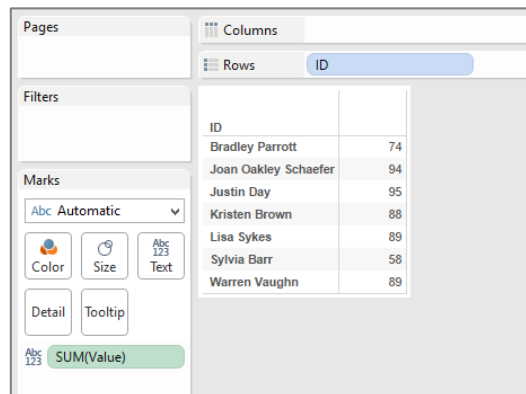 Pages
Columns
Rows ID
Filters
Marks
Abc Automatic
Color
Size
Abc
123
Text
Detail
Tooltip
Abc
123
SUM(Value)
ID
Bradley Parrott 74
Joan Oakley Schaefer 94
Justin Day 95
Kristen Brown 88
Lisa Sykes 89
Sylvia Barr 58
Warren Vaughn 89